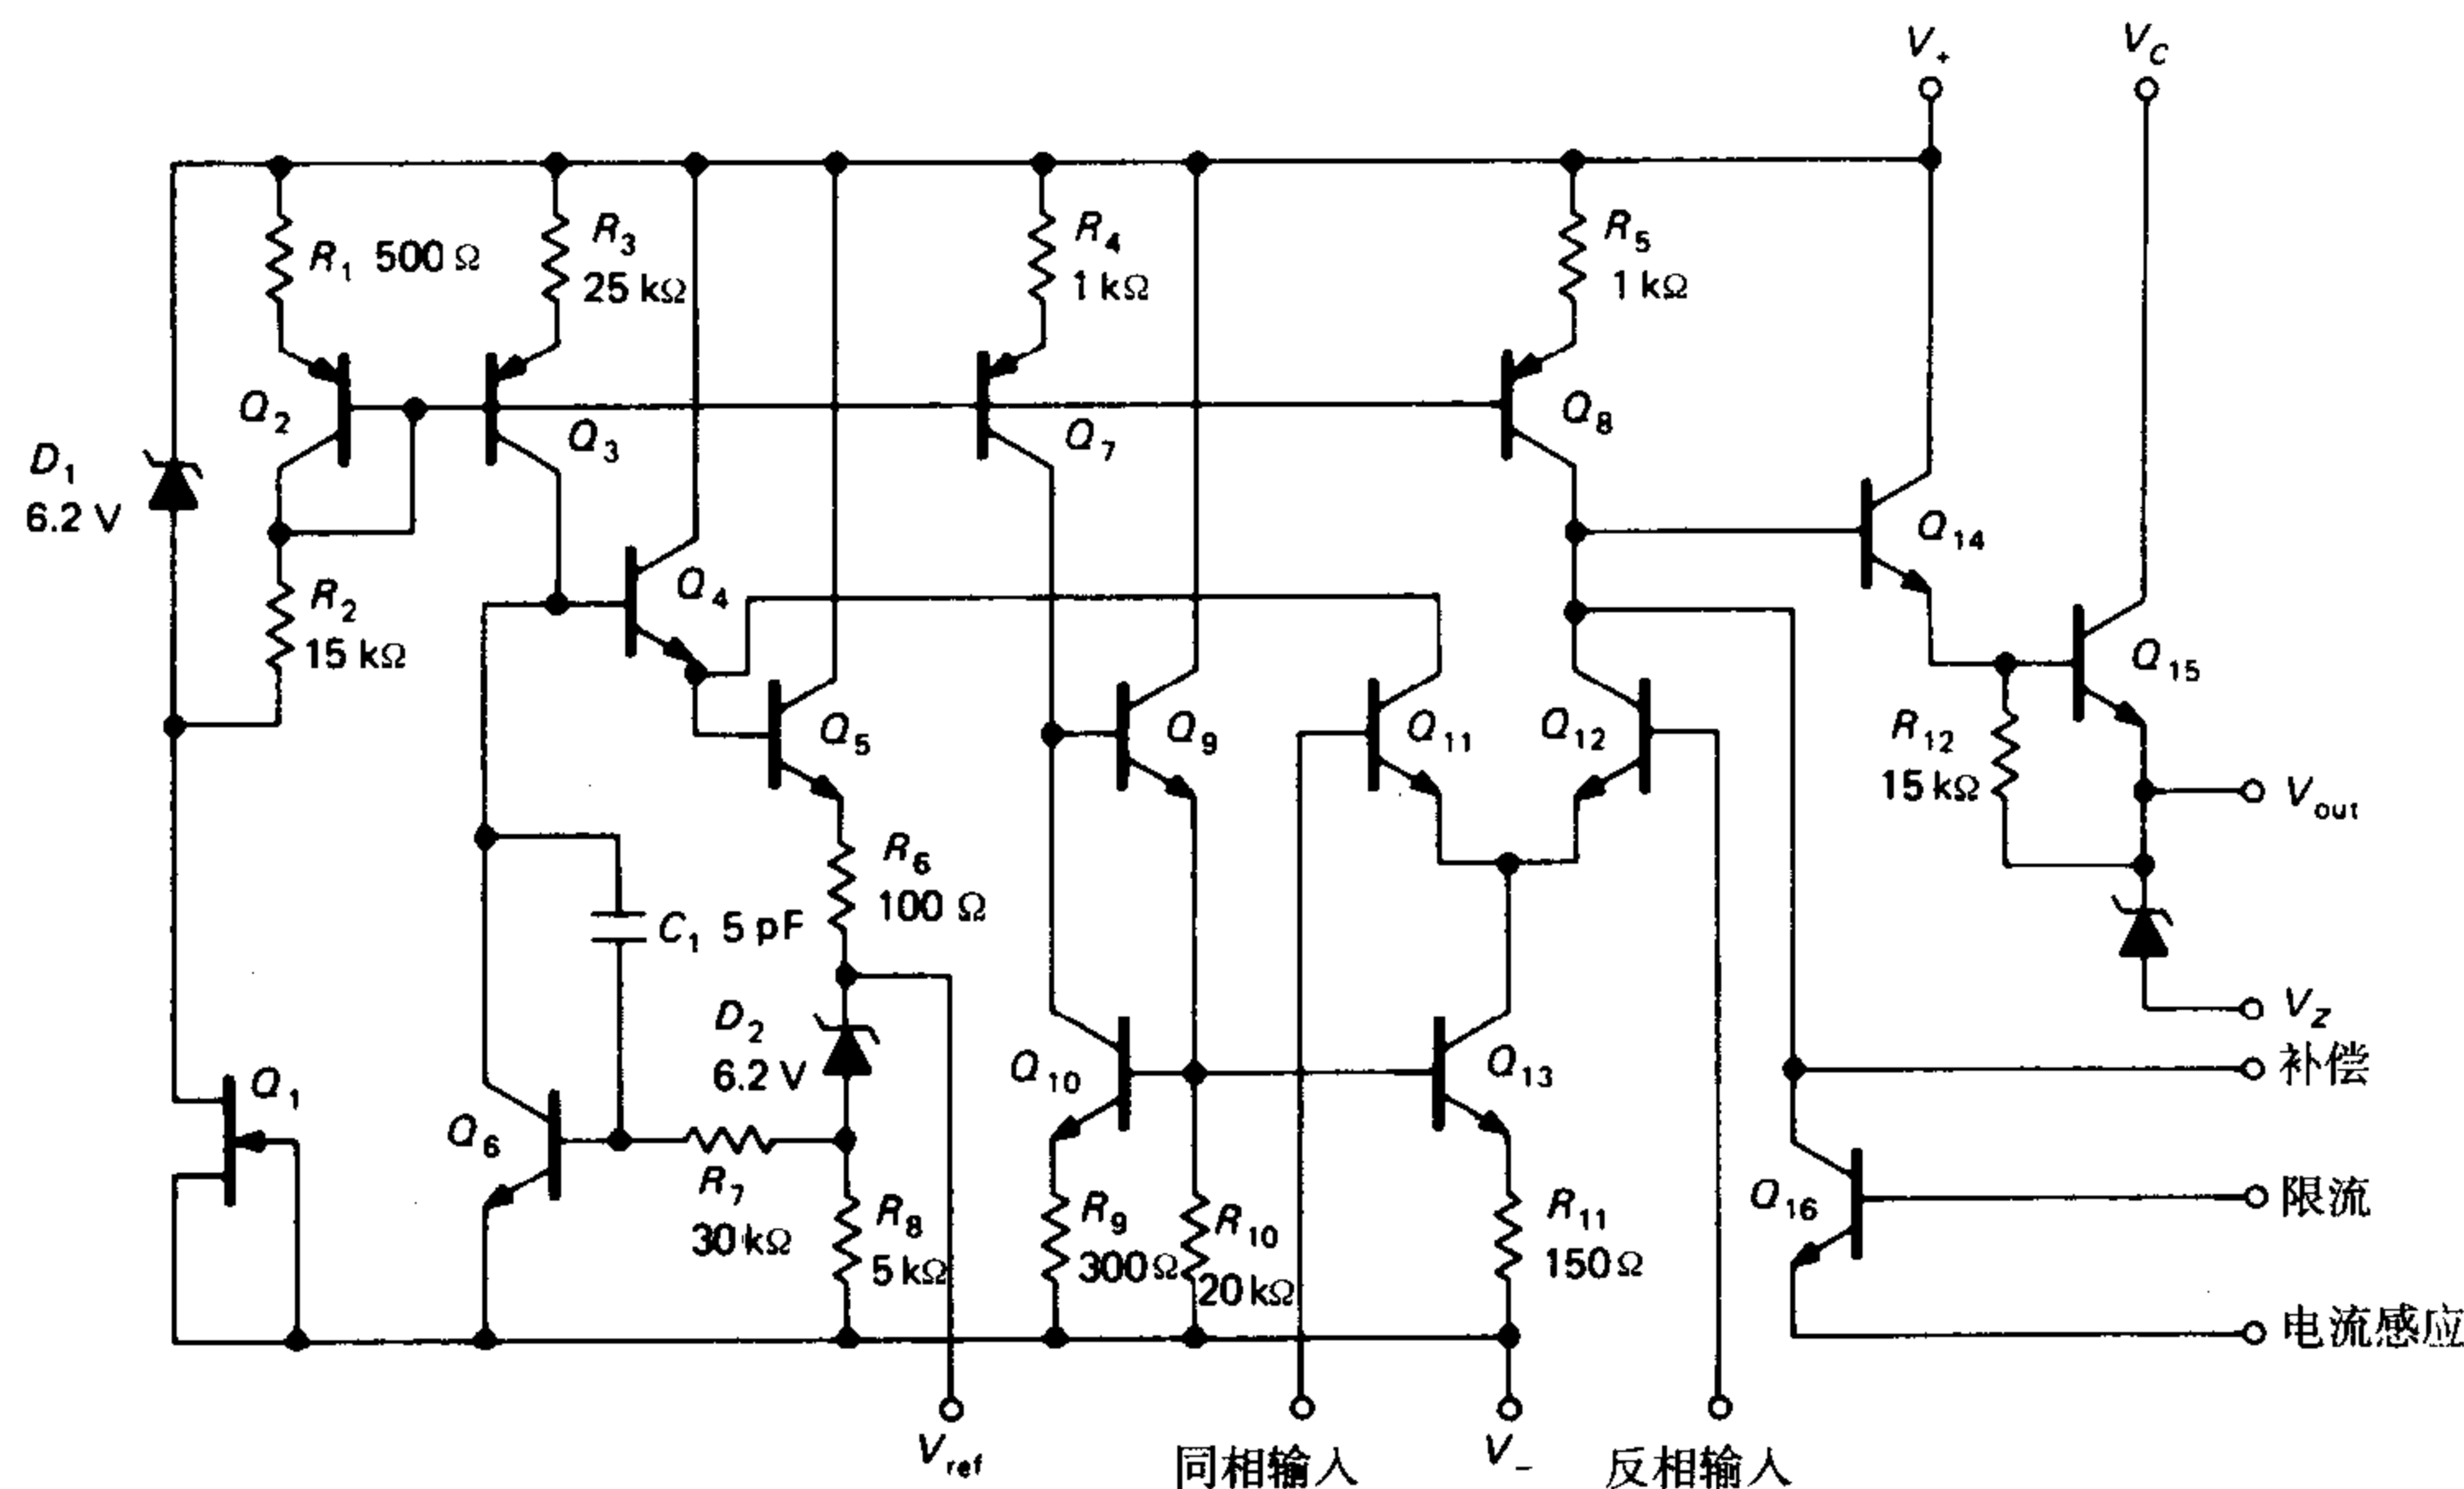 V+
VC
R1 500 Ω
R3
25 kΩ
R4
1 kΩ
R5
1 kΩ
Q2
Q3
Q7
Q8
D1
6.2 V
Q14
R2
15 kΩ
Q4
Q15
Q5
Q9
Q11
Q12
R12
15 kΩ
Vout
R6
100 Ω
C1 5 pF
D2
6.2 V
VZ
补偿
Q1
Q10
Q13
Q6
R7
30 kΩ
R8
5 kΩ
R9
300 Ω
R10
20 kΩ
R11
150 Ω
Q16
限流
电流感应
Vref
同相输入
V−
反相输入